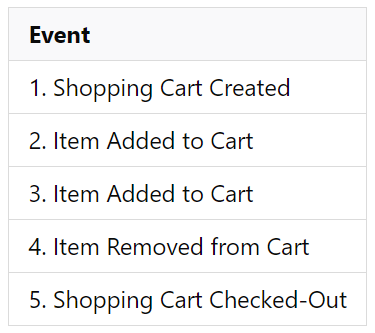 Event
1. Shopping Cart Created
2. Item Added to Cart
3. Item Added to Cart
4. Item Removed from Cart
5. Shopping Cart Checked-Out